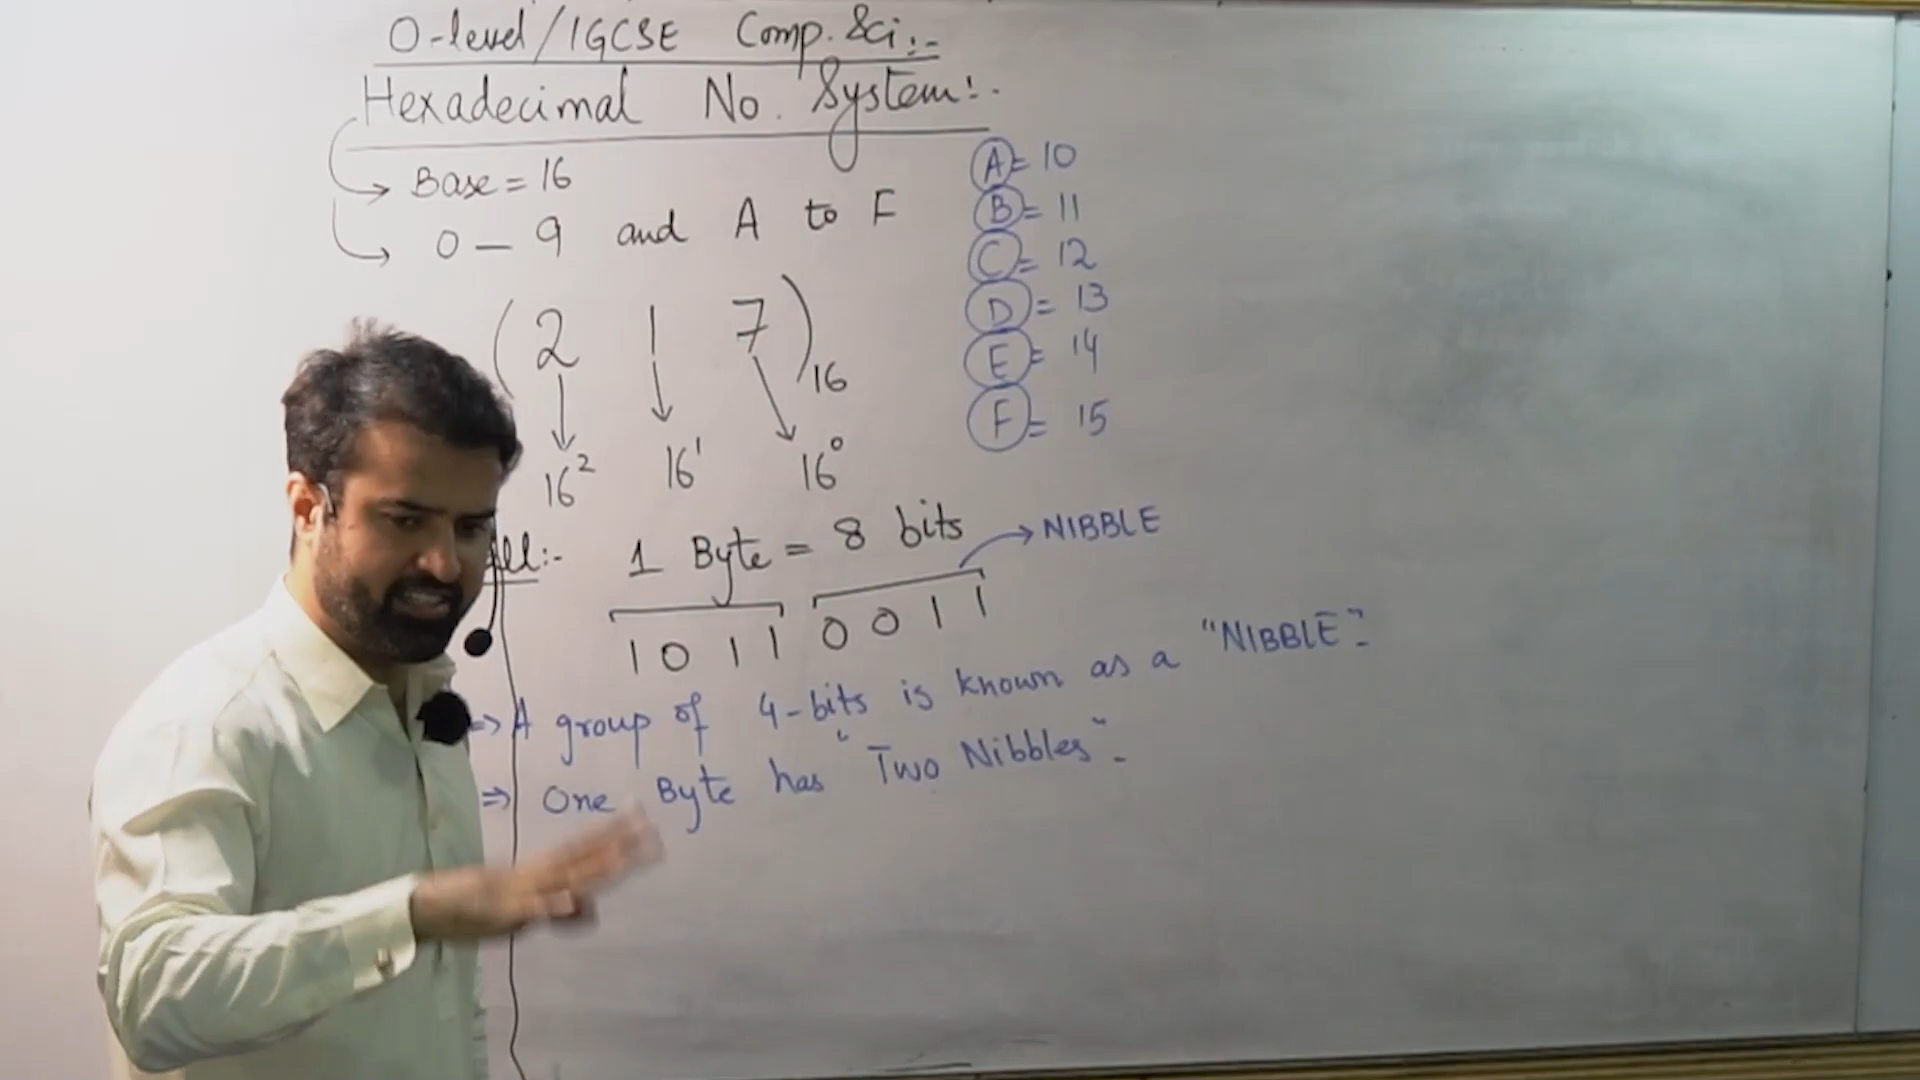 O-level/IGCSE Comp. Sci:-
Hexadecimal No. System:.
→ Base = 16
→ 0 – 9 and A to F
A = 10
B = 11
C = 12
D = 13
E = 14
F = 15
(2 1 7)16
16² 16¹ 16⁰
1 Byte = 8 bits → NIBBLE
1 0 1 1 0 0 1 1
⇒ A group of 4-bits is known as a "NIBBLE".
⇒ One Byte has "Two Nibbles".